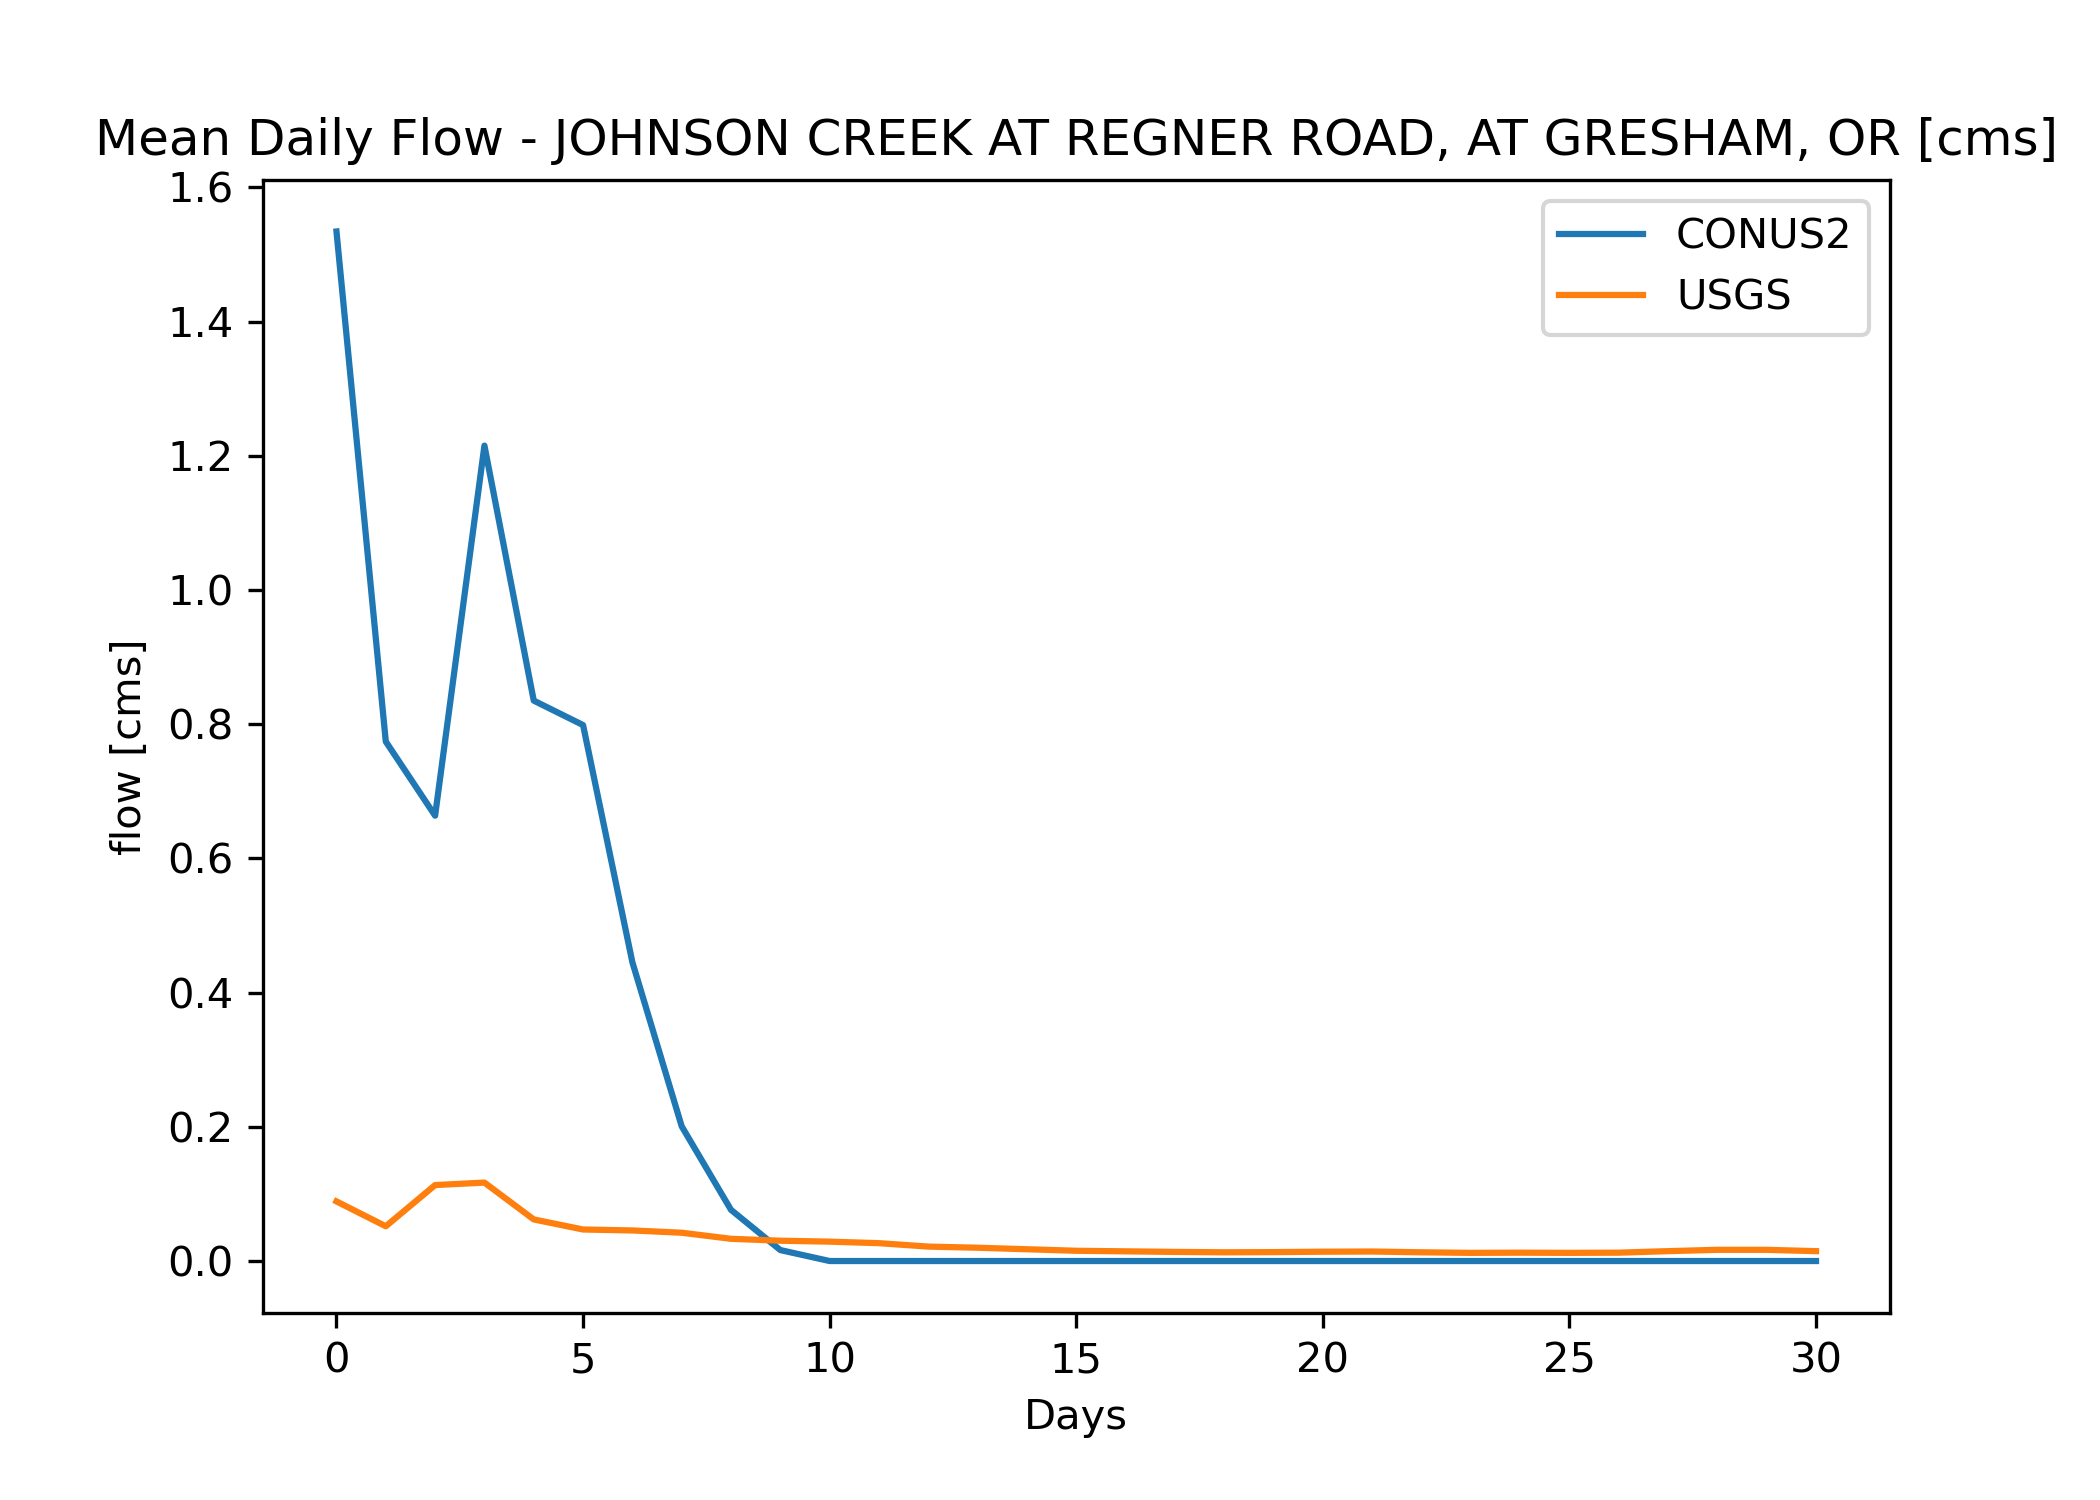 Mean Daily Flow - JOHNSON CREEK AT REGNER ROAD, AT GRESHAM, OR [cms]
CONUS2
USGS
flow [cms]
1.6
1.4
1.2
1.0
0.8
0.6
0.4
0.2
0.0
0 5 10 15 20 25 30
Days